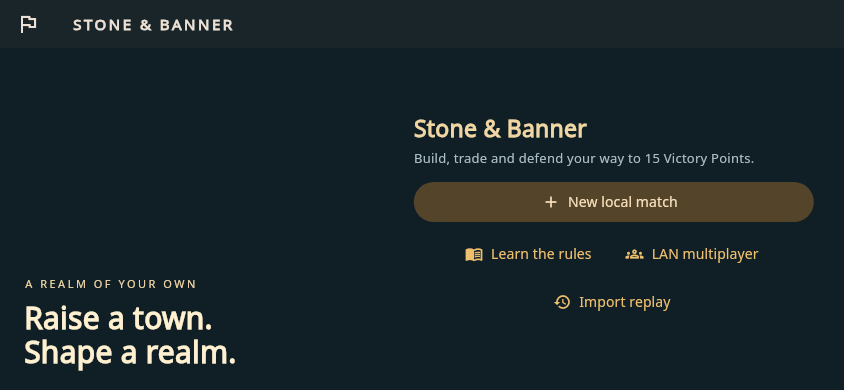 STONE & BANNER
Stone & Banner
Build, trade and defend your way to 15 Victory Points.
New local match
Learn the rules
LAN multiplayer
Import replay
A REALM OF YOUR OWN
Raise a town.
Shape a realm.